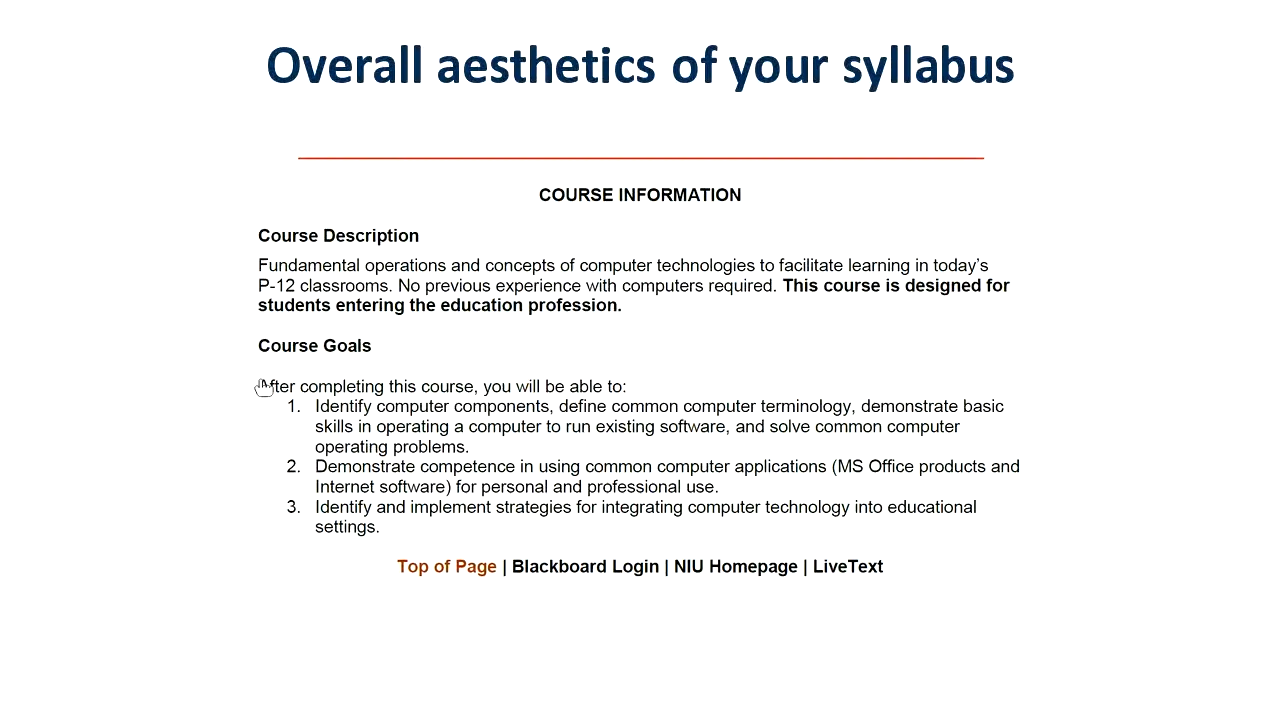 Overall aesthetics of your syllabus
COURSE INFORMATION
Course Description
Fundamental operations and concepts of computer technologies to facilitate learning in today's
P-12 classrooms. No previous experience with computers required. This course is designed for
students entering the education profession.
Course Goals
After completing this course, you will be able to:
1. Identify computer components, define common computer terminology, demonstrate basic
skills in operating a computer to run existing software, and solve common computer
operating problems.
2. Demonstrate competence in using common computer applications (MS Office products and
Internet software) for personal and professional use.
3. Identify and implement strategies for integrating computer technology into educational
settings.
Top of Page | Blackboard Login | NIU Homepage | LiveText